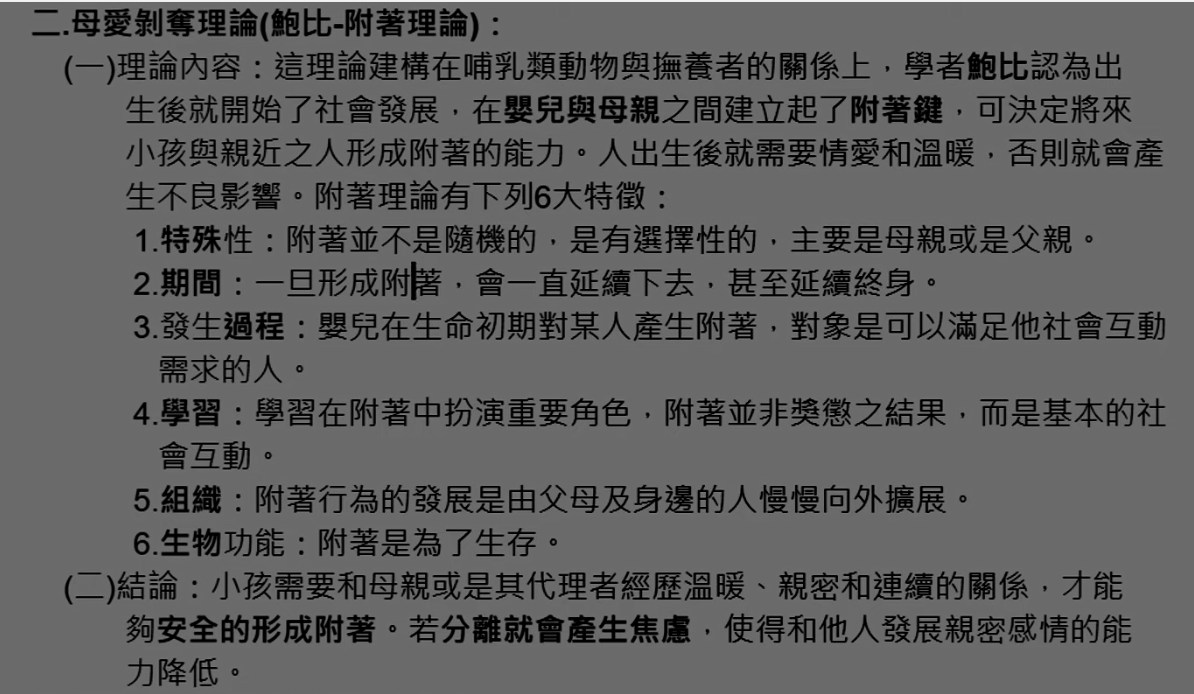 二.母愛剝奪理論(鮑比-附著理論)：
(一)理論內容：這理論建構在哺乳類動物與撫養者的關係上，學者鮑比認為出
生後就開始了社會發展，在嬰兒與母親之間建立起了附著鍵，可決定將來
小孩與親近之人形成附著的能力。人出生後就需要情愛和溫暖，否則就會產
生不良影響。附著理論有下列6大特徵：
1.特殊性：附著並不是隨機的，是有選擇性的，主要是母親或是父親。
2.期間：一旦形成附著，會一直延續下去，甚至延續終身。
3.發生過程：嬰兒在生命初期對某人產生附著，對象是可以滿足他社會互動
需求的人。
4.學習：學習在附著中扮演重要角色，附著並非獎懲之結果，而是基本的社
會互動。
5.組織：附著行為的發展是由父母及身邊的人慢慢向外擴展。
6.生物功能：附著是為了生存。
(二)結論：小孩需要和母親或是其代理者經歷溫暖、親密和連續的關係，才能
夠安全的形成附著。若分離就會產生焦慮，使得和他人發展親密感情的能
力降低。